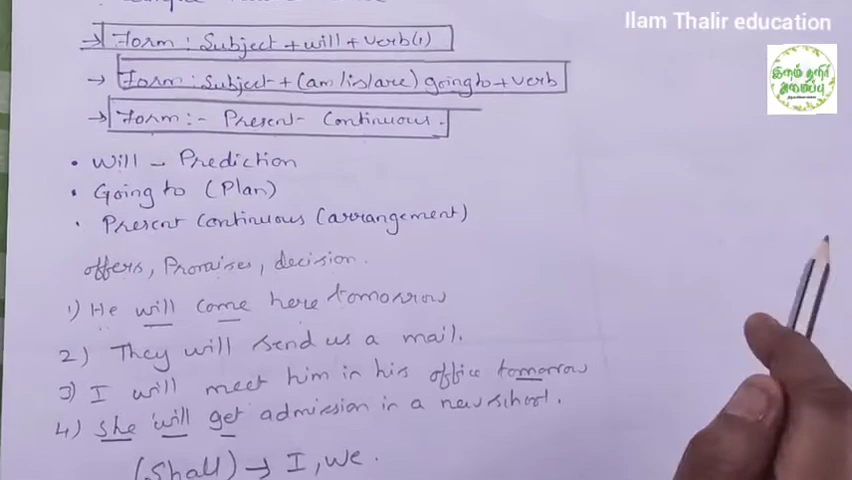 Ilam Thalir education
இளம் தளிர்
அமைப்பு
→ Form : Subject + will + verb(1)
→ Form : Subject + (am/is/are) going to + verb
→ Form :- Present Continuous.
• Will → Prediction
• Going to (Plan)
• Present Continuous (arrangement)
offers, Promises, decision.
1) He will come here tomorrow
2) They will send us a mail.
3) I will meet him in his office tomorrow
4) she will get admission in a new school.
(Shall) → I, we.